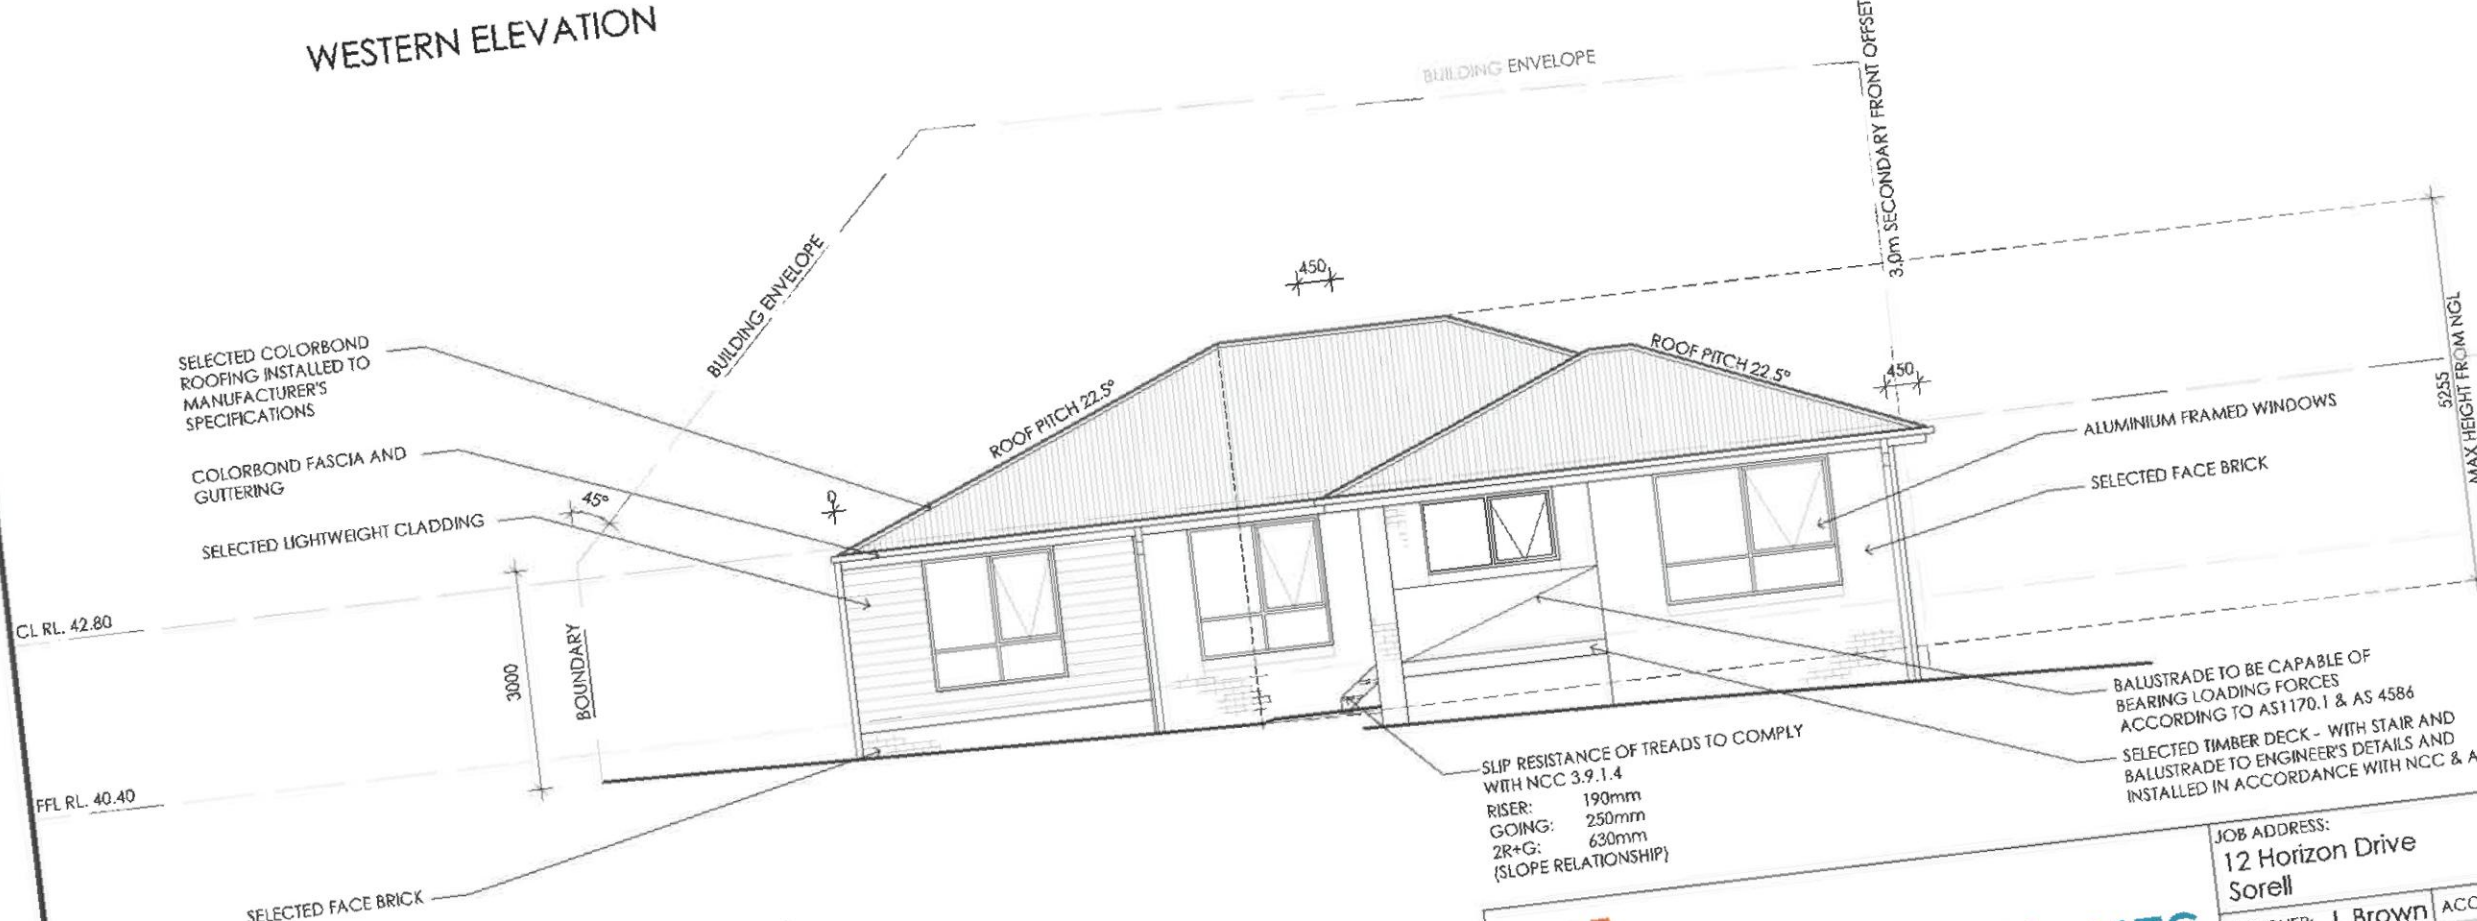 WESTERN ELEVATION
BUILDING ENVELOPE
3.0m SECONDARY FRONT OFFSET
BUILDING ENVELOPE
450
SELECTED COLORBOND
ROOFING INSTALLED TO
MANUFACTURER'S
SPECIFICATIONS
ROOF PITCH 22.5°
ROOF PITCH 22.5°
450
5255
MAX HEIGHT FROM NGL
ALUMINIUM FRAMED WINDOWS
SELECTED FACE BRICK
COLORBOND FASCIA AND
GUTTERING
45°
0
SELECTED LIGHTWEIGHT CLADDING
CL RL. 42.80
3000
BOUNDARY
FFL RL. 40.40
BALUSTRADE TO BE CAPABLE OF
BEARING LOADING FORCES
ACCORDING TO AS1170.1 & AS 4586
SELECTED TIMBER DECK - WITH STAIR AND
BALUSTRADE TO ENGINEER'S DETAILS AND
INSTALLED IN ACCORDANCE WITH NCC & A
SLIP RESISTANCE OF TREADS TO COMPLY
WITH NCC 3.9.1.4
RISER: 190mm
GOING: 250mm
2R+G: 630mm
(SLOPE RELATIONSHIP)
SELECTED FACE BRICK
JOB ADDRESS:
12 Horizon Drive
Sorell
J. Brown
ACC